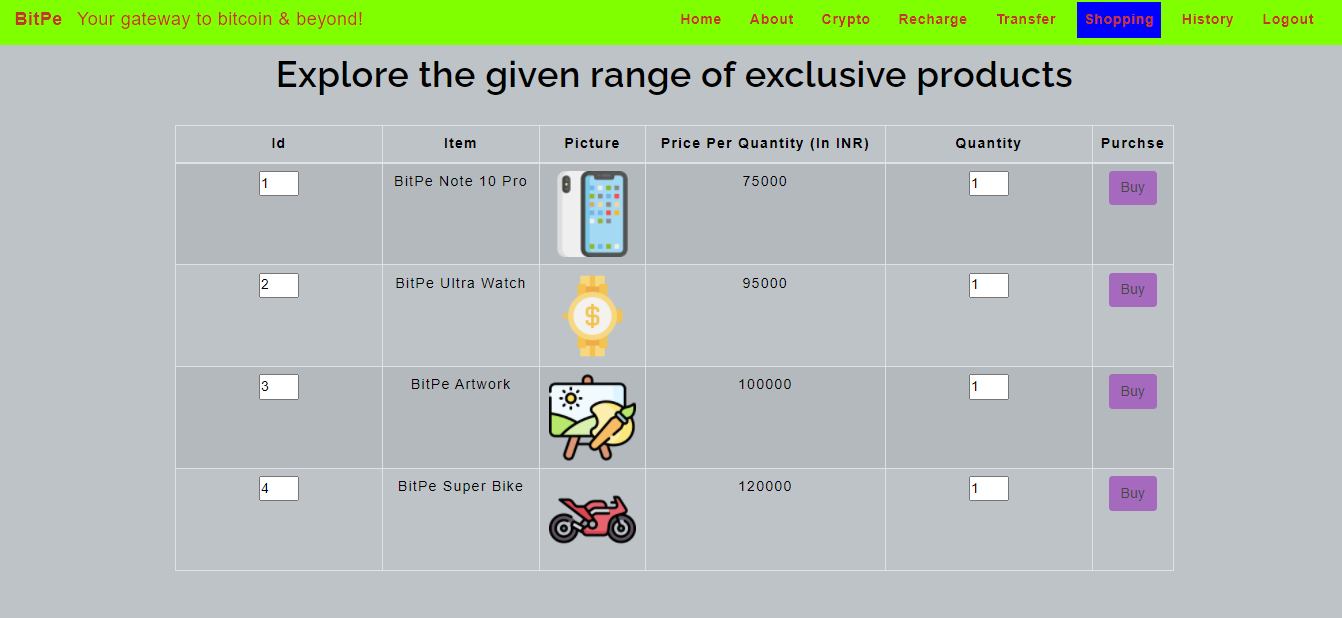 BitPe Your gateway to bitcoin & beyond! Home About Crypto Recharge Transfer Shopping History Logout
Explore the given range of exclusive products
Id Item Picture Price Per Quantity (In INR) Quantity Purchse
1 BitPe Note 10 Pro 75000 1 Buy
2 BitPe Ultra Watch $ 95000 1 Buy
3 BitPe Artwork 100000 1 Buy
4 BitPe Super Bike 120000 1 Buy